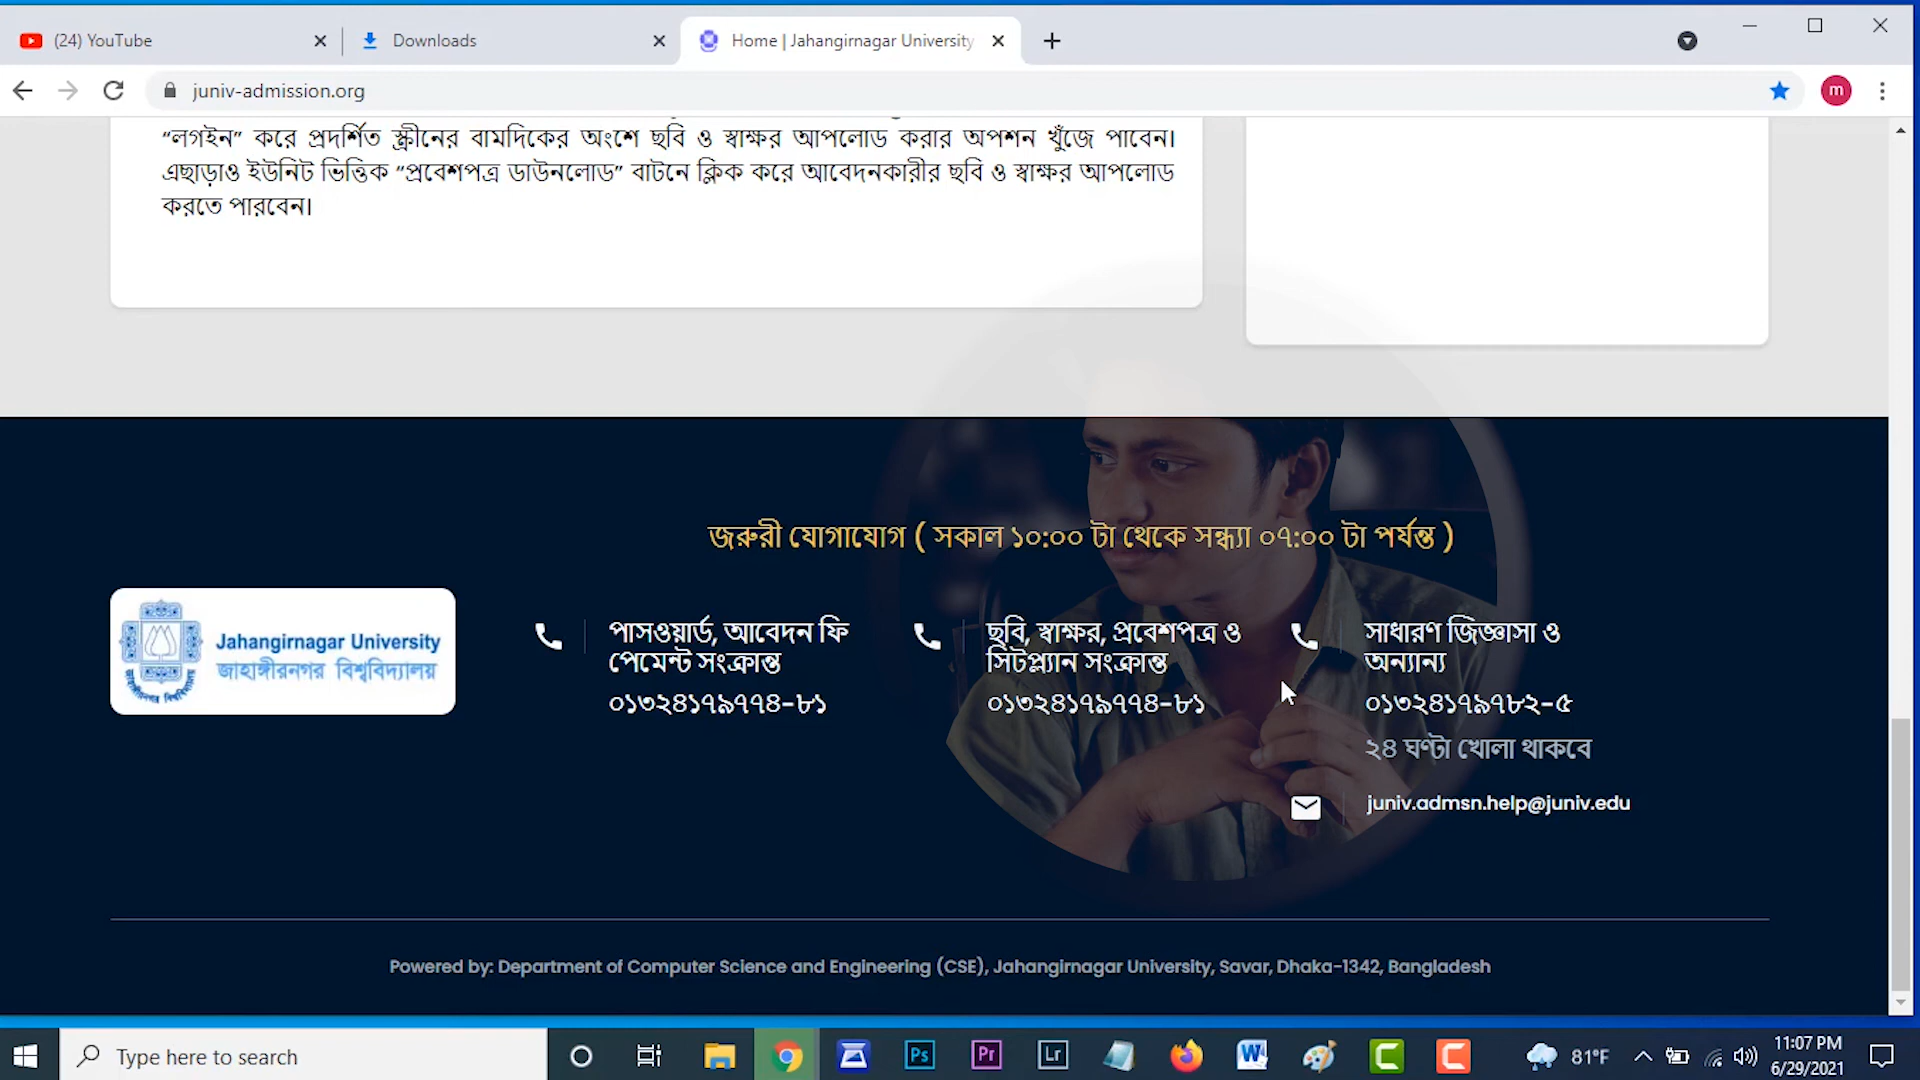 (24) YouTube
Downloads
Home | Jahangirnagar University
juniv-admission.org
m
“লগইন” করে প্রদর্শিত স্ক্রীনের বামদিকের অংশে ছবি ও স্বাক্ষর আপলোড করার অপশন খুঁজে পাবেন।
এছাড়াও ইউনিট ভিত্তিক “প্রবেশপত্র ডাউনলোড” বাটনে ক্লিক করে আবেদনকারীর ছবি ও স্বাক্ষর আপলোড
করতে পারবেন।
জরুরী যোগাযোগ ( সকাল ১০:০০ টা থেকে সন্ধ্যা ০৭:০০ টা পর্যন্ত )
Jahangirnagar University
জাহাঙ্গীরনগর বিশ্ববিদ্যালয়
পাসওয়ার্ড, আবেদন ফি
পেমেন্ট সংক্রান্ত
০১৩২৪১৭৯৭৭৪-৮১
ছবি, স্বাক্ষর, প্রবেশপত্র ও
সিটপ্ল্যান সংক্রান্ত
০১৩২৪১৭৯৭৭৪-৮১
সাধারণ জিজ্ঞাসা ও
অন্যান্য
০১৩২৪১৭৯৭৮২-৫
২৪ ঘণ্টা খোলা থাকবে
juniv.admsn.help@juniv.edu
Powered by: Department of Computer Science and Engineering (CSE), Jahangirnagar University, Savar, Dhaka-1342, Bangladesh
Type here to search
Ps
Pr
Lr
W
81°F
11:07 PM
6/29/2021